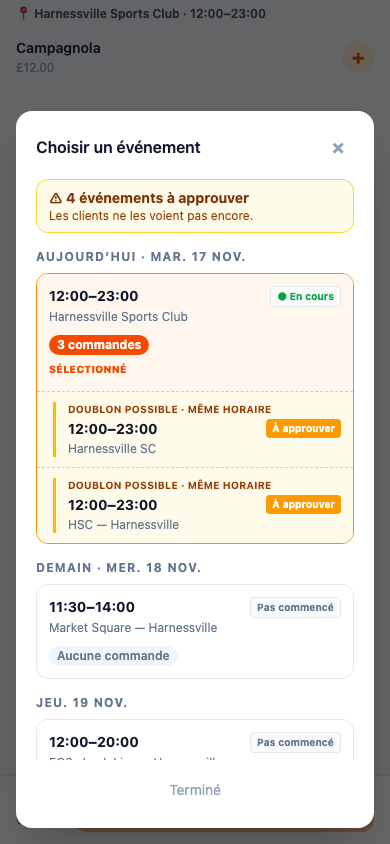 📍 Harnessville Sports Club · 12:00–23:00
Campagnola
£12.00
+
Choisir un événement
×
⚠ 4 événements à approuver
Les clients ne les voient pas encore.
AUJOURD'HUI · MAR. 17 NOV.
12:00–23:00
En cours
Harnessville Sports Club
3 commandes
SÉLECTIONNÉ
DOUBLON POSSIBLE · MÊME HORAIRE
12:00–23:00
À approuver
Harnessville SC
DOUBLON POSSIBLE · MÊME HORAIRE
12:00–23:00
À approuver
HSC — Harnessville
DEMAIN · MER. 18 NOV.
11:30–14:00
Pas commencé
Market Square — Harnessville
Aucune commande
JEU. 19 NOV.
12:00–20:00
Pas commencé
Terminé